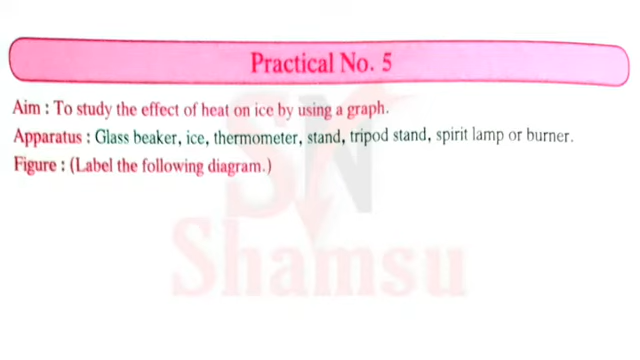 Practical No. 5
Aim : To study the effect of heat on ice by using a graph.
Apparatus : Glass beaker, ice, thermometer, stand, tripod stand, spirit lamp or burner.
Figure : (Label the following diagram.)
SN
Shamsu